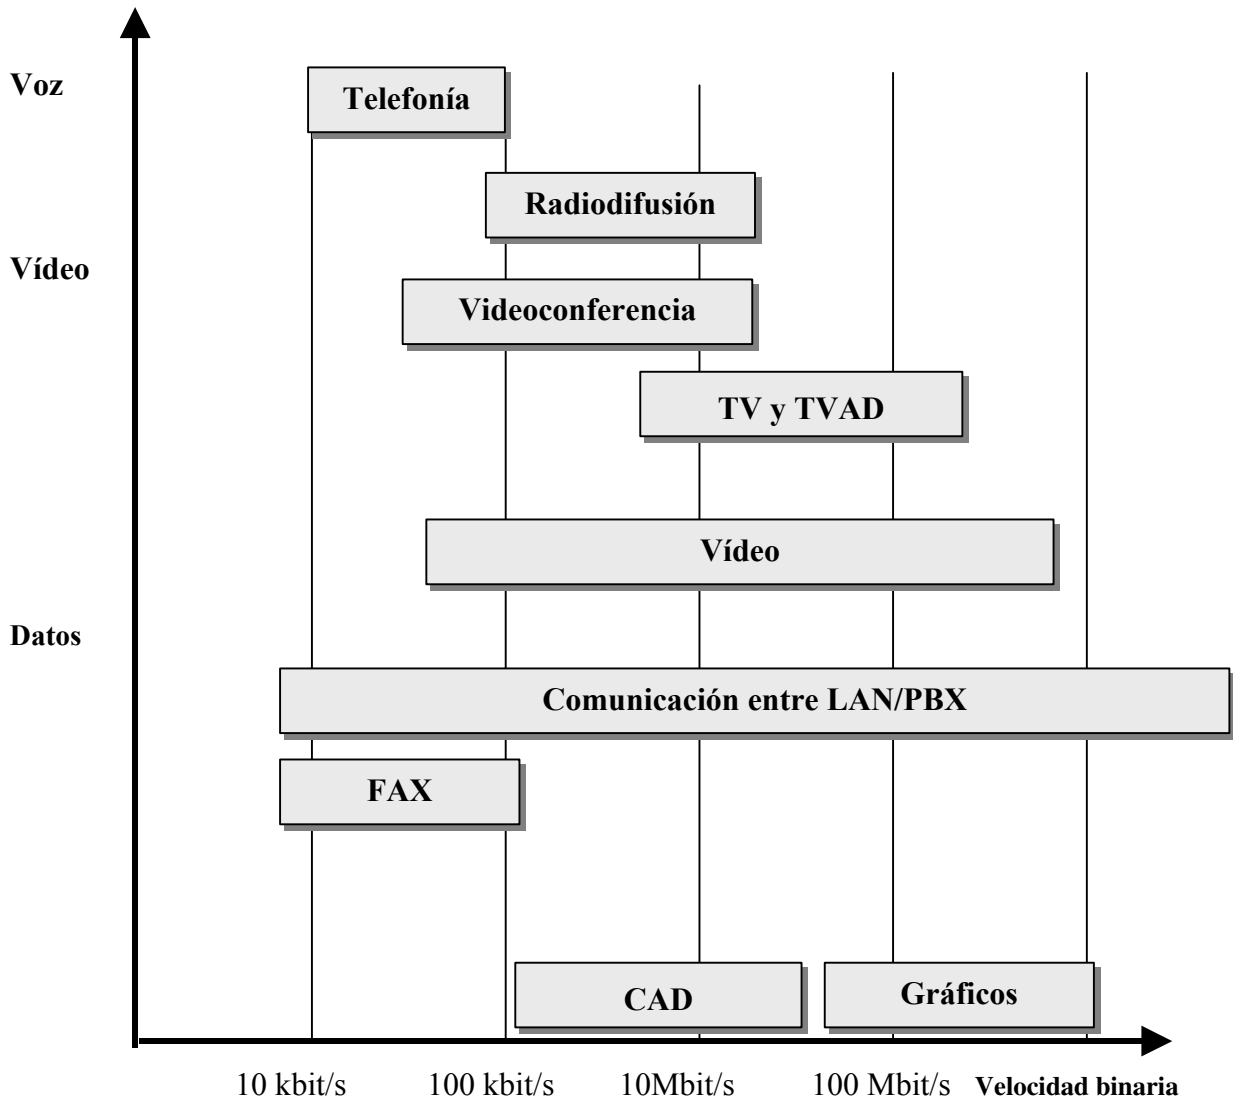 Voz
Telefonía
Radiodifusión
Vídeo
Videoconferencia
TV y TVAD
Vídeo
Datos
Comunicación entre LAN/PBX
FAX
CAD
Gráficos
10 kbit/s
100 kbit/s
10Mbit/s
100 Mbit/s
Velocidad binaria